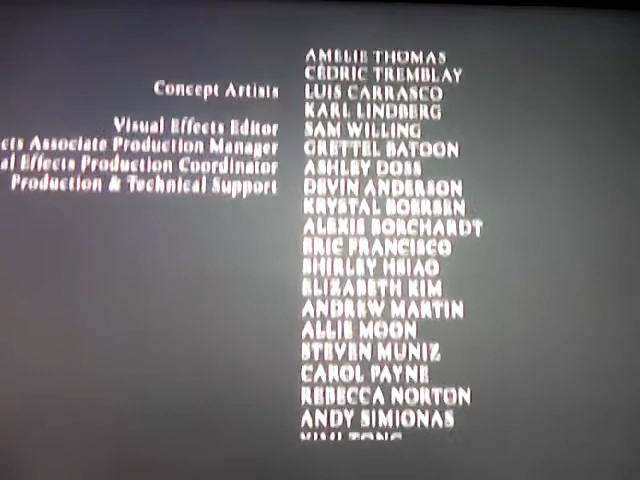 AMELIE THOMAS
CÉDRIC TREMBLAY
Concept Artists LUIS CARRASCO
KARL LINDBERG
Visual Effects Editor SAM WILLING
cts Associate Production Manager GRETTEL BATOON
al Effects Production Coordinator ASHLEY DOSS
Production & Technical Support DEVIN ANDERSON
KRYSTAL BOERSEN
ALEXIS BORCHARDT
ERIC FRANCISCO
SHIRLEY HSIAO
ELIZABETH KIM
ANDREW MARTIN
ALLIE MOON
STEVEN MUNIZ
CAROL PAYNE
REBECCA NORTON
ANDY SIMIONAS